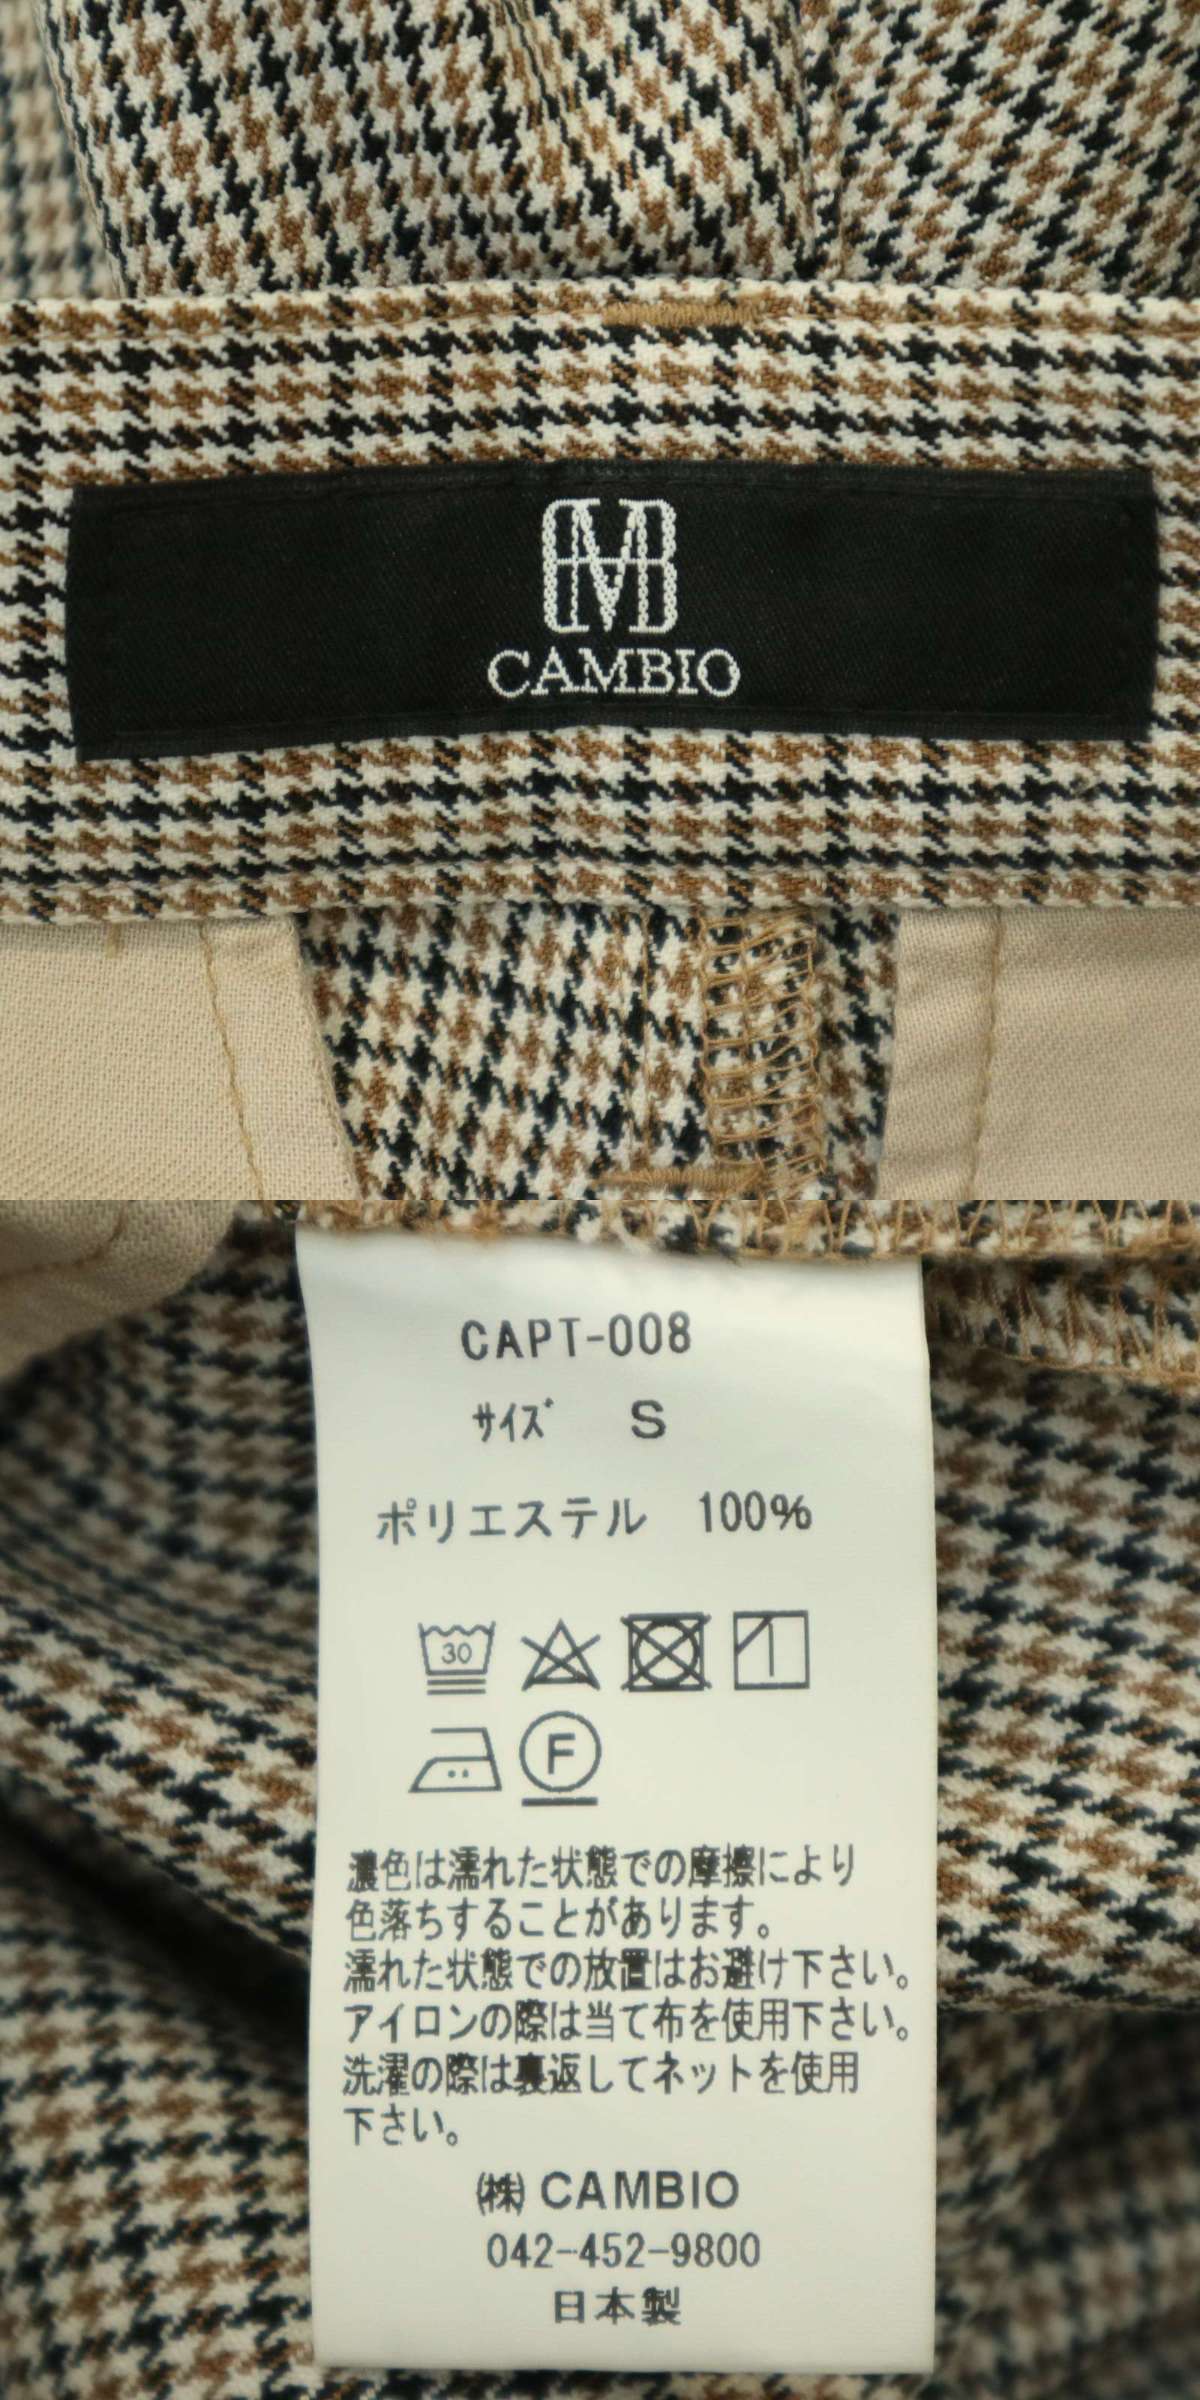 CAMBIO
CAPT-008
サイズ S
ポリエステル 100%
30
F
濃色は濡れた状態での摩擦により
色落ちすることがあります。
濡れた状態での放置はお避け下さい。
アイロンの際は当て布を使用下さい。
洗濯の際は裏返してネットを使用
下さい。
㈱ CAMBIO
042-452-9800
日本製